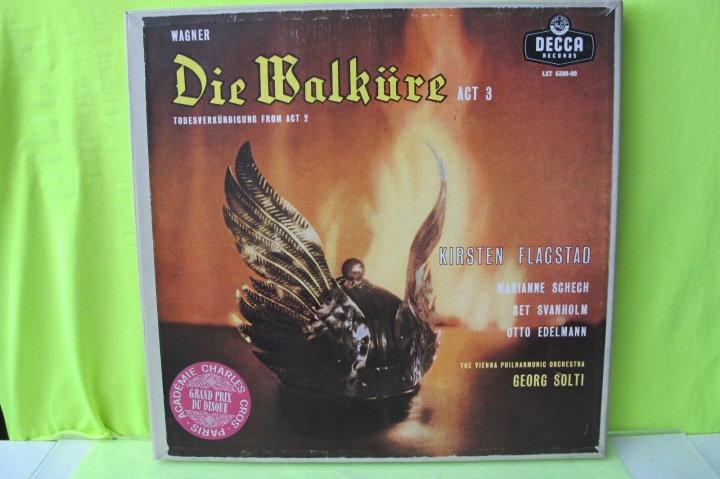 WAGNER
Die Walküre ACT 3
TODESVERKÜNDIGUNG FROM ACT 2
DECCA
RECORDS
LXT 5389-90
KIRSTEN FLAGSTAD
MARIANNE SCHECH
SET SVANHOLM
OTTO EDELMANN
THE VIENNA PHILHARMONIC ORCHESTRA
GEORG SOLTI
ACADÉMIE CHARLES CROS · PARIS ·
GRAND PRIX
DU DISQUE